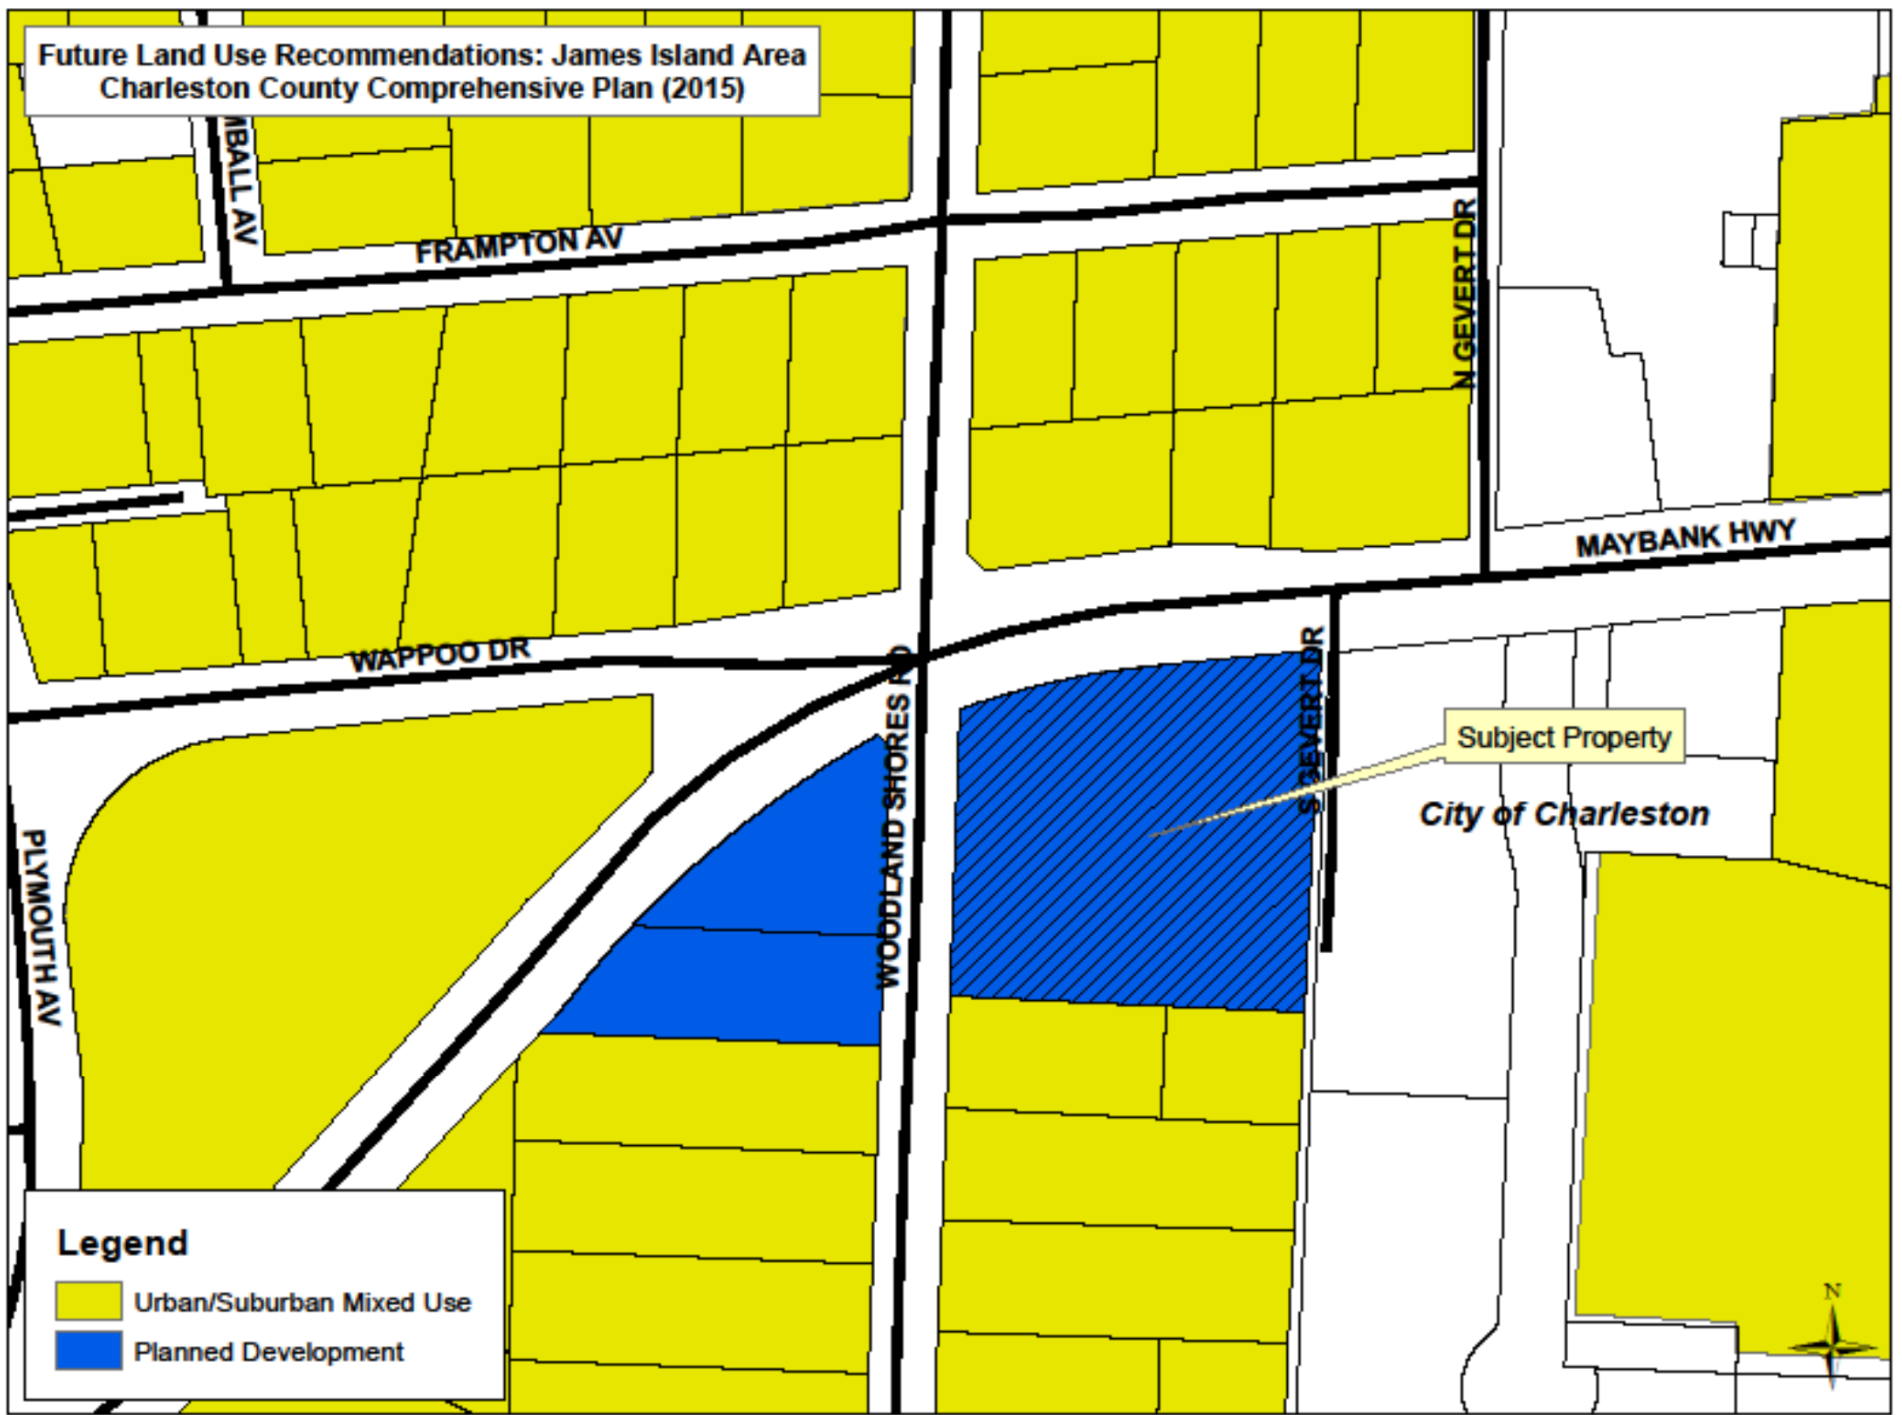 Future Land Use Recommendations: James Island Area
Charleston County Comprehensive Plan (2015)
MBALL AV
FRAMPTON AV
N GEVERT DR
MAYBANK HWY
WAPPOO DR
WOODLAND SHORES RD
S GEVERT DR
Subject Property
City of Charleston
PLYMOUTH AV
Legend
Urban/Suburban Mixed Use
Planned Development
N